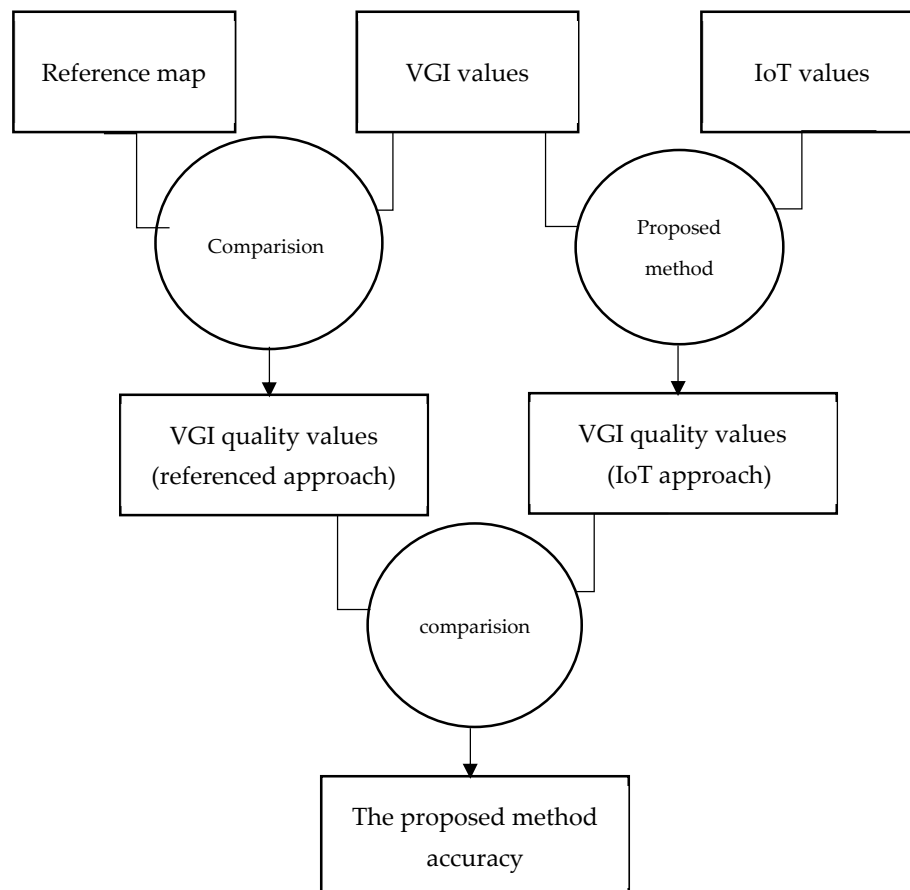 Reference map
VGI values
IoT values
Comparision
Proposed
method
VGI quality values
(referenced approach)
VGI quality values
(IoT approach)
comparision
The proposed method
accuracy